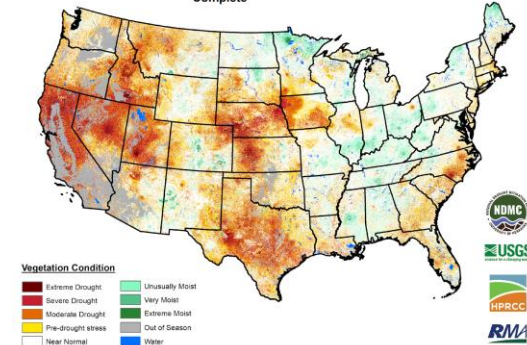 Complete
Vegetation Condition
Extreme Drought
Severe Drought
Moderate Drought
Pre-drought stress
Near Normal
Unusually Moist
Very Moist
Extreme Moist
Out of Season
Water
NDMC
USGS
HPRCC
RMA